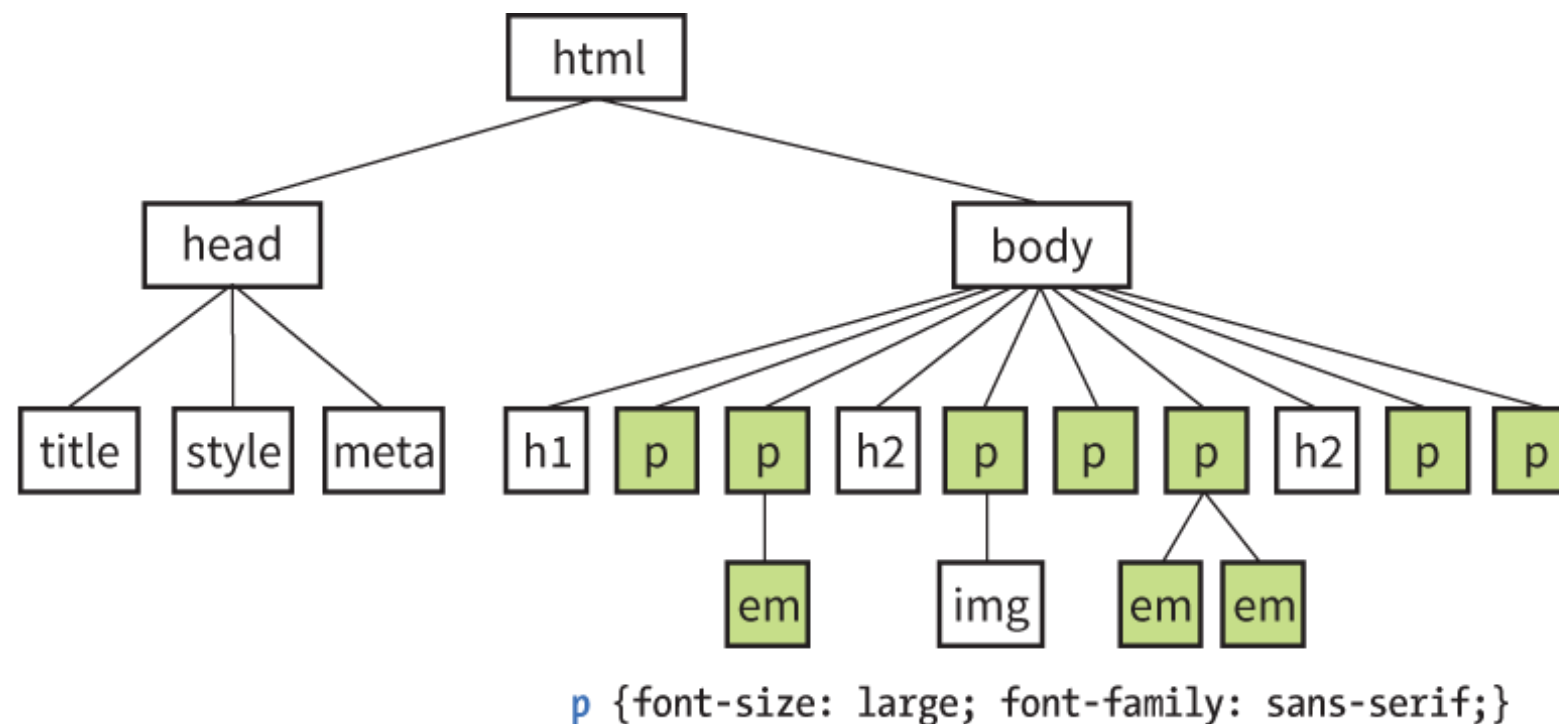 html
head body
title style meta h1 p p h2 p p p h2 p p
em img em em
p {font-size: large; font-family: sans-serif;}